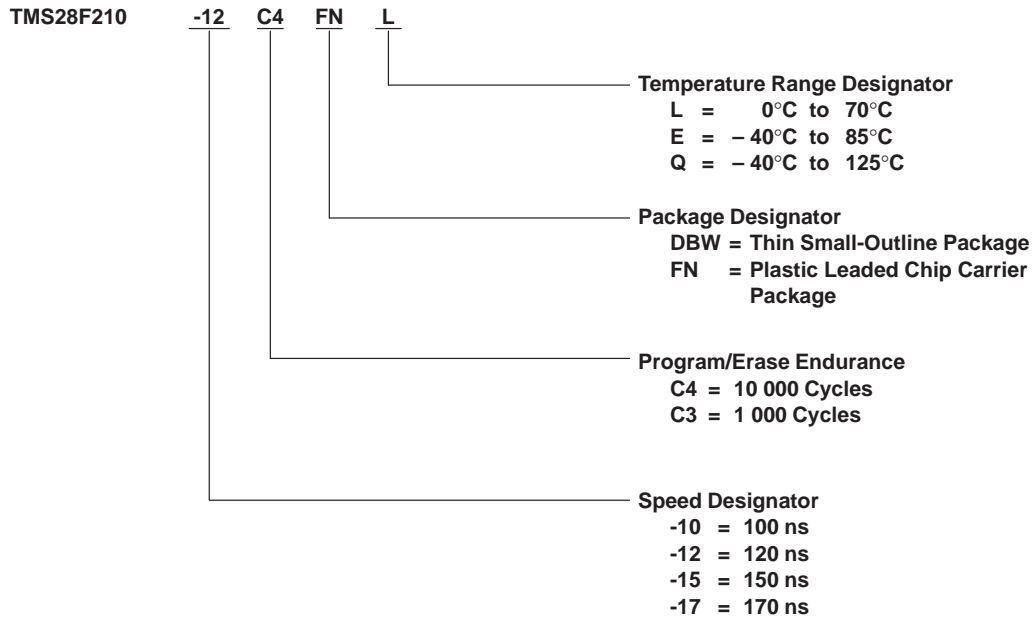 TMS28F210 -12 C4 FN L
Temperature Range Designator
L = 0°C to 70°C
E = – 40°C to 85°C
Q = – 40°C to 125°C
Package Designator
DBW = Thin Small-Outline Package
FN = Plastic Leaded Chip Carrier
Package
Program/Erase Endurance
C4 = 10 000 Cycles
C3 = 1 000 Cycles
Speed Designator
-10 = 100 ns
-12 = 120 ns
-15 = 150 ns
-17 = 170 ns